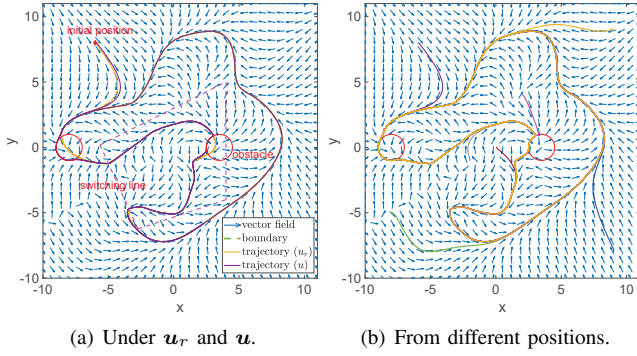 initial position
obstacle
switching line
vector field
boundary
trajectory (u_r)
trajectory (u)
10
5
0
-5
-10
y
-10
-5
0
5
10
x
10
5
0
-5
-10
y
-10
-5
0
5
10
x
(a) Under u_r and u.
(b) From different positions.